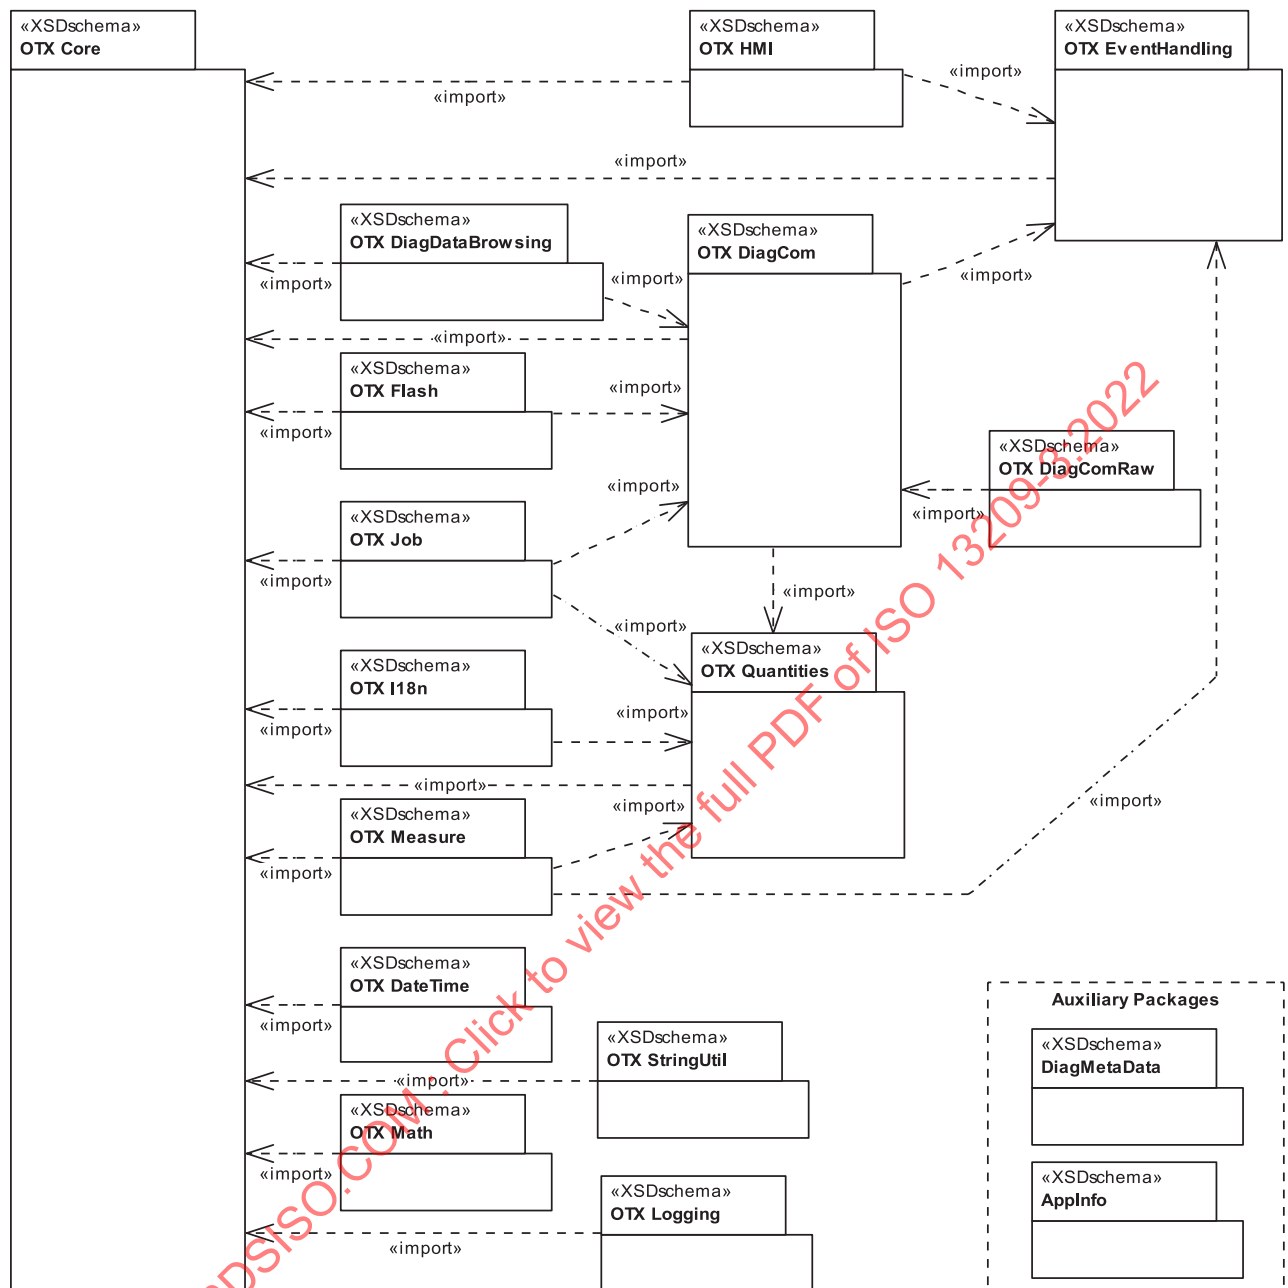 «XSDschema»
OTX Core
«XSDschema»
OTX HMI
«XSDschema»
OTX EventHandling
«import»
«import»
«import»
«XSDschema»
OTX DiagDataBrowsing
«XSDschema»
OTX DiagCom
«import»
«import»
«import»
«import»
«XSDschema»
OTX Flash
«import»
«import»
«XSDschema»
OTX DiagComRaw
«import»
«import»
«XSDschema»
OTX Job
«import»
«import»
«import»
«XSDschema»
OTX Quantities
«XSDschema»
OTX I18n
«import»
«import»
«import»
«import»
«import»
«XSDschema»
OTX Measure
«import»
«XSDschema»
OTX DateTime
«import»
«XSDschema»
OTX StringUtil
«import»
«XSDschema»
OTX Math
«import»
«XSDschema»
OTX Logging
«import»
Auxiliary Packages
«XSDschema»
DiagMetaData
«XSDschema»
AppInfo
DSISO.COM : Click to view the full PDF of ISO 13209-3:2022